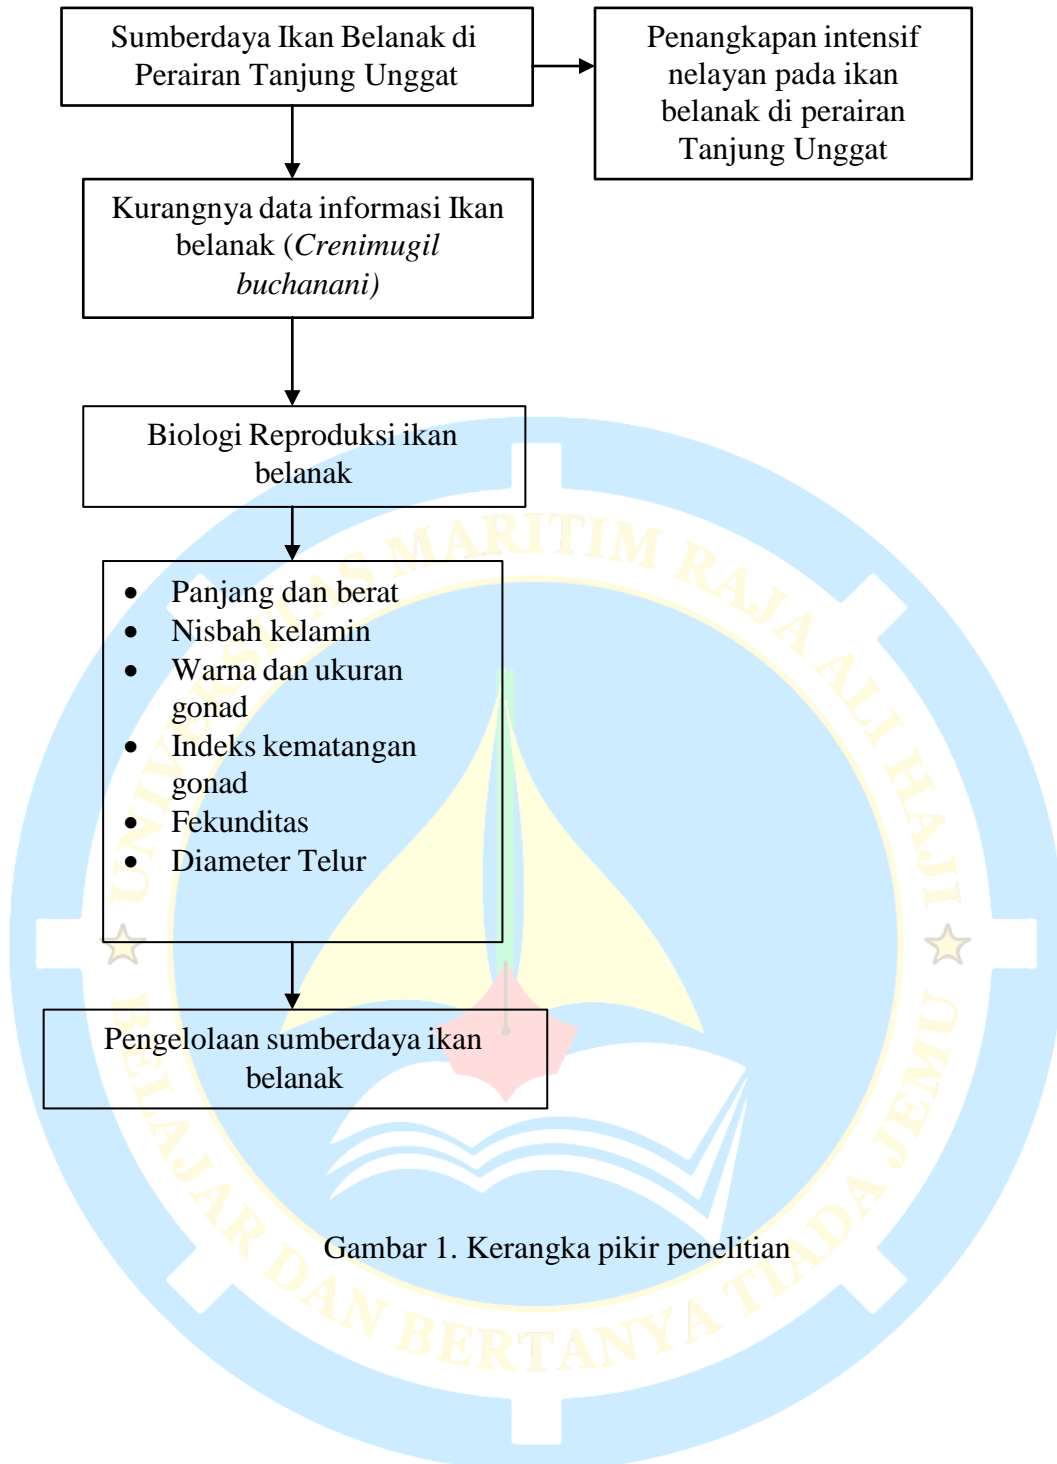 Sumberdaya Ikan Belanak di
Perairan Tanjung Unggat
Penangkapan intensif
nelayan pada ikan
belanak di perairan
Tanjung Unggat
Kurangnya data informasi Ikan
belanak (Crenimugil
buchanani)
Biologi Reproduksi ikan
belanak
• Panjang dan berat
• Nisbah kelamin
• Warna dan ukuran
gonad
• Indeks kematangan
gonad
• Fekunditas
• Diameter Telur
Pengelolaan sumberdaya ikan
belanak
Gambar 1. Kerangka pikir penelitian
UNIVERSITAS MARITIM RAJA ALI HAJI
BELAJAR DAN BERTANYA TIADA JEMU